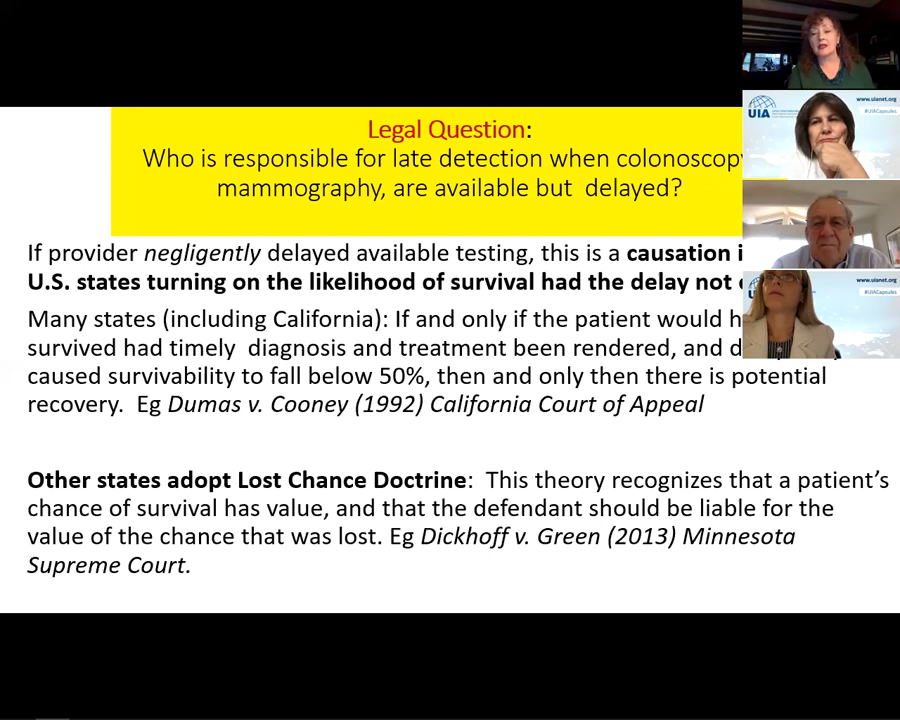 Legal Question:
Who is responsible for late detection when colonoscopy
mammography, are available but delayed?
If provider negligently delayed available testing, this is a causation
U.S. states turning on the likelihood of survival had the delay not
Many states (including California): If and only if the patient would
survived had timely diagnosis and treatment been rendered, and
caused survivability to fall below 50%, then and only then there is potential
recovery. Eg Dumas v. Cooney (1992) California Court of Appeal
Other states adopt Lost Chance Doctrine: This theory recognizes that a patient's
chance of survival has value, and that the defendant should be liable for the
value of the chance that was lost. Eg Dickhoff v. Green (2013) Minnesota
Supreme Court.
www.uianet.org
#UIACapsules
UIA
www.uianet.org
#UIACapsules